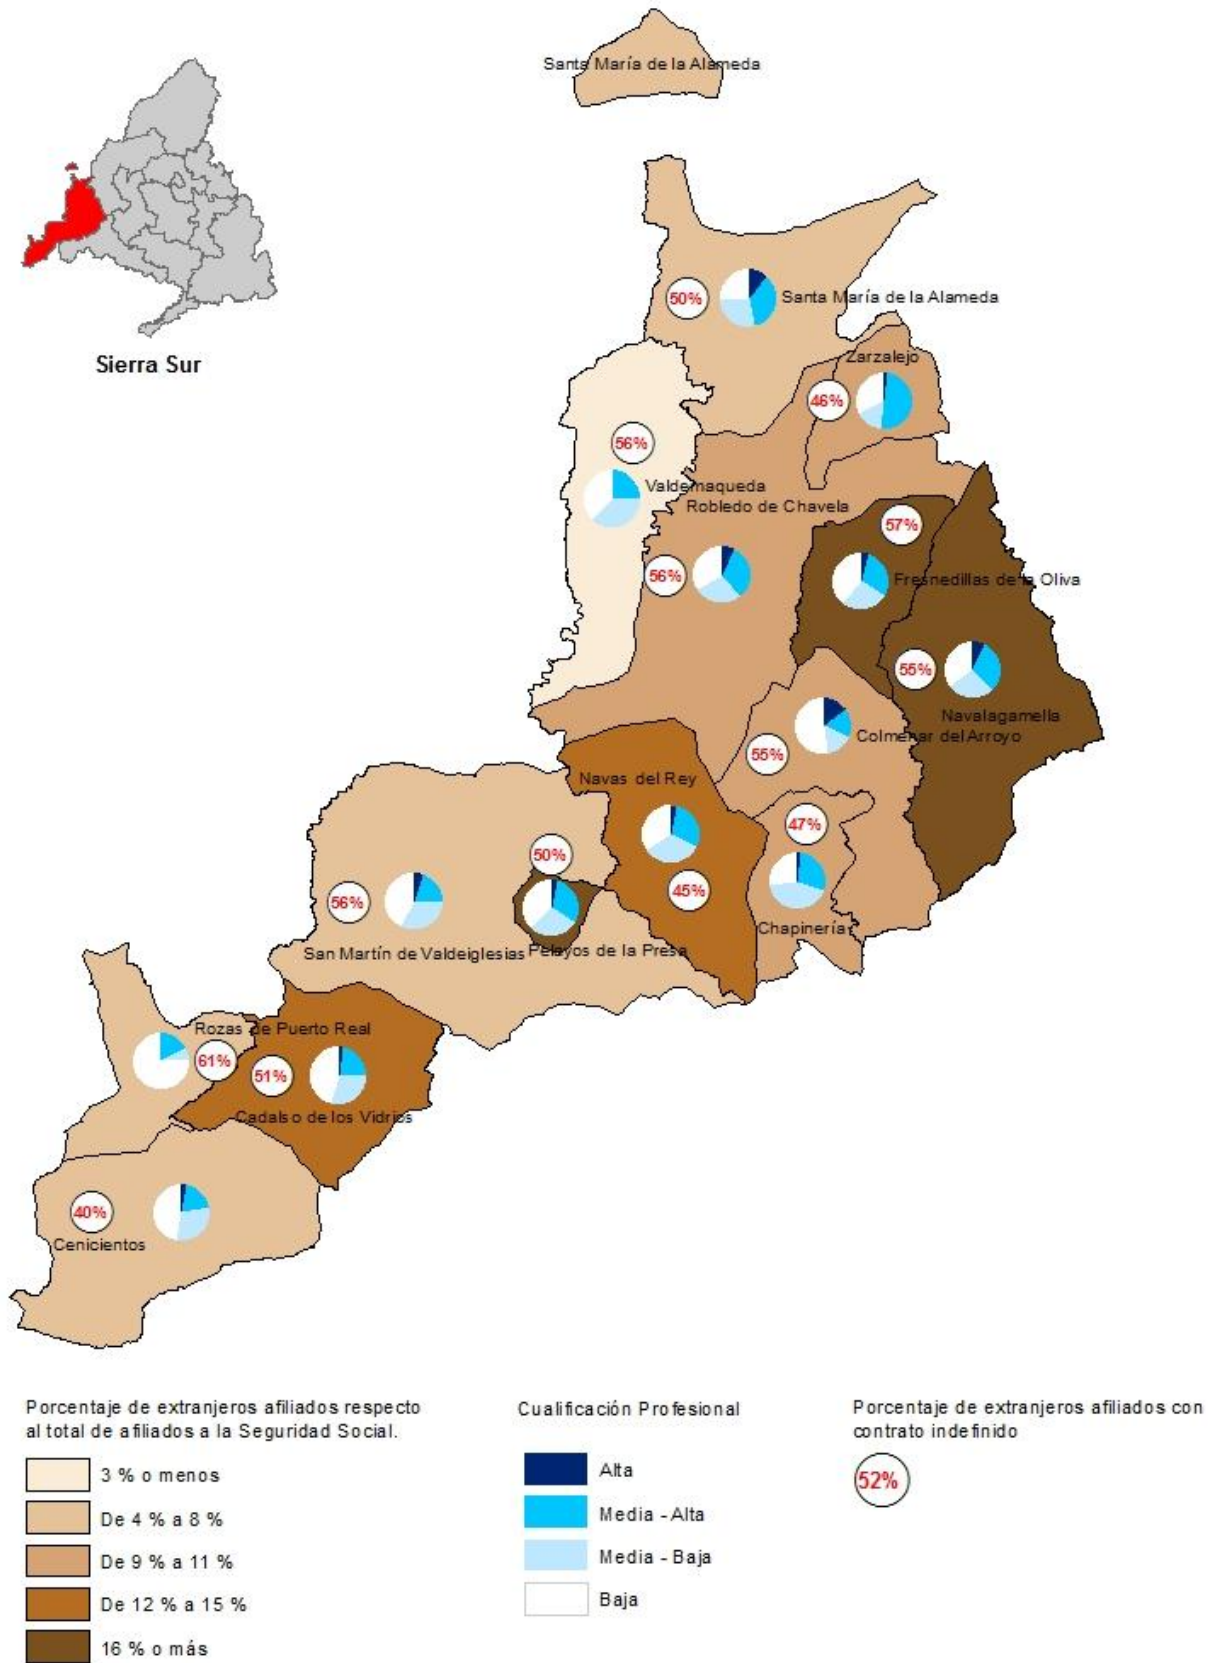 Santa María de la Alameda
Sierra Sur
50%
Santa María de la Alameda
Zarzalejo
46%
56%
Valdemaqueda
Robledo de Chavela
57%
56%
Fresnedillas de la Oliva
55%
Navalagamella
Colmenar del Arroyo
55%
Navas del Rey
47%
50%
45%
56%
Chapinería
San Martín de Valdeiglesias
Pelayos de la Presa
Rozas de Puerto Real
61%
51%
Cadalso de los Vidrios
40%
Cenicientos
Porcentaje de extranjeros afiliados respecto
al total de afiliados a la Seguridad Social.
3 % o menos
De 4 % a 8 %
De 9 % a 11 %
De 12 % a 15 %
16 % o más
Cualificación Profesional
Alta
Media - Alta
Media - Baja
Baja
Porcentaje de extranjeros afiliados con
contrato indefinido
52%